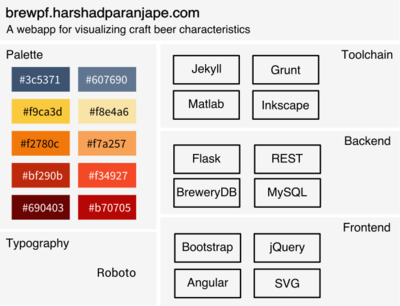 brewpf.harshadparanjape.com
A webapp for visualizing craft beer characteristics
Palette
#3c5371 #607690
#f9ca3d #f8e4a6
#f2780c #f7a257
#bf290b #f34927
#690403 #b70705
Typography
Roboto
Toolchain
Jekyll Grunt
Matlab Inkscape
Backend
Flask REST
BreweryDB MySQL
Frontend
Bootstrap jQuery
Angular SVG